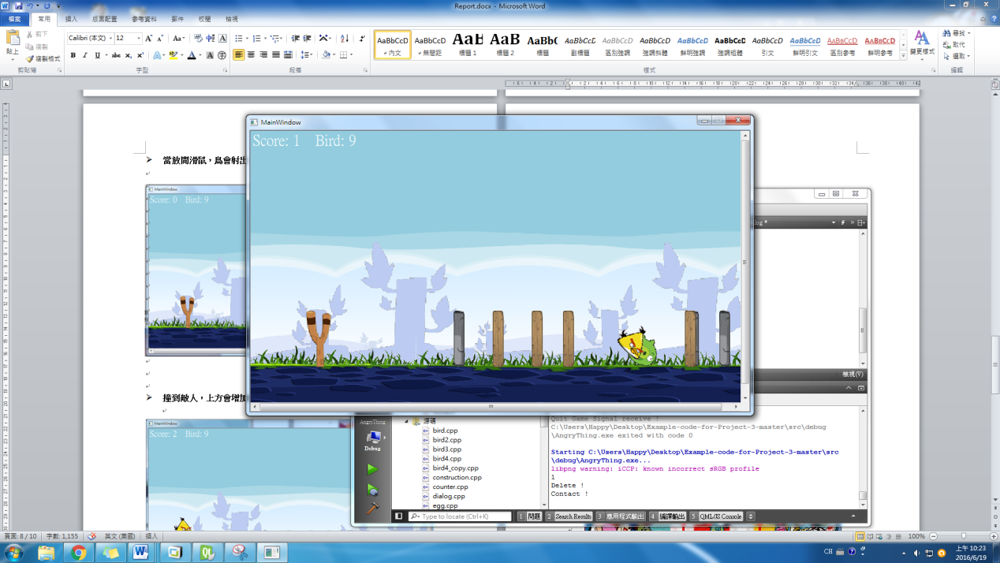 Report.docx - Microsoft Word
檔案 常用 插入 版面配置 參考資料 郵件 校閱 檢視
剪下
複製
複製格式
貼上
剪貼簿
Calibri (本文) 12
字型
段落
AaBbCcD AaBbCcD AaBbC AaBbCcD AaBbCcD AaBbCcD AaBbCcD AaBbCcD AaBbCcD AaBbCcD AaBbCcD AaBbCcD
內文 無間距 標題 1 標題 2 標題 副標題 區別強調 強調斜體 鮮明強調 強調粗體 引文 鮮明引文 區別參考 鮮明參考
變更樣式
樣式
尋找
取代
選取
編輯
當放開滑鼠，鳥會射出
MainWindow
Score: 0 Bird: 9
撞到敵人，上方會增加
MainWindow
Score: 2 Bird: 9
MainWindow
Score: 1 Bird: 9
檢視(V)
AngryThing
Debug
源碼
bird.cpp
bird2.cpp
bird3.cpp
bird4.cpp
bird4_copy.cpp
construction.cpp
counter.cpp
dialog.cpp
egg.cpp
Quit Game Signal receive !
C:\Users\Happy\Desktop\Example-code-for-Project-3-master\src\debug
\AngryThing.exe exited with code 0
Starting C:\Users\Happy\Desktop\Example-code-for-Project-3-master\src
\debug\AngryThing.exe...
libpng warning: iCCP: known incorrect sRGB profile
1
Delete !
Contact !
Type to locate (Ctrl+K)
1 問題 2 Search Results 3 應用程式輸出 4 編譯輸出 5 QML/JS Console
頁面: 8 / 10 字數: 1,155 英文 (美國) 插入
100%
CH
上午 10:23
2016/6/19